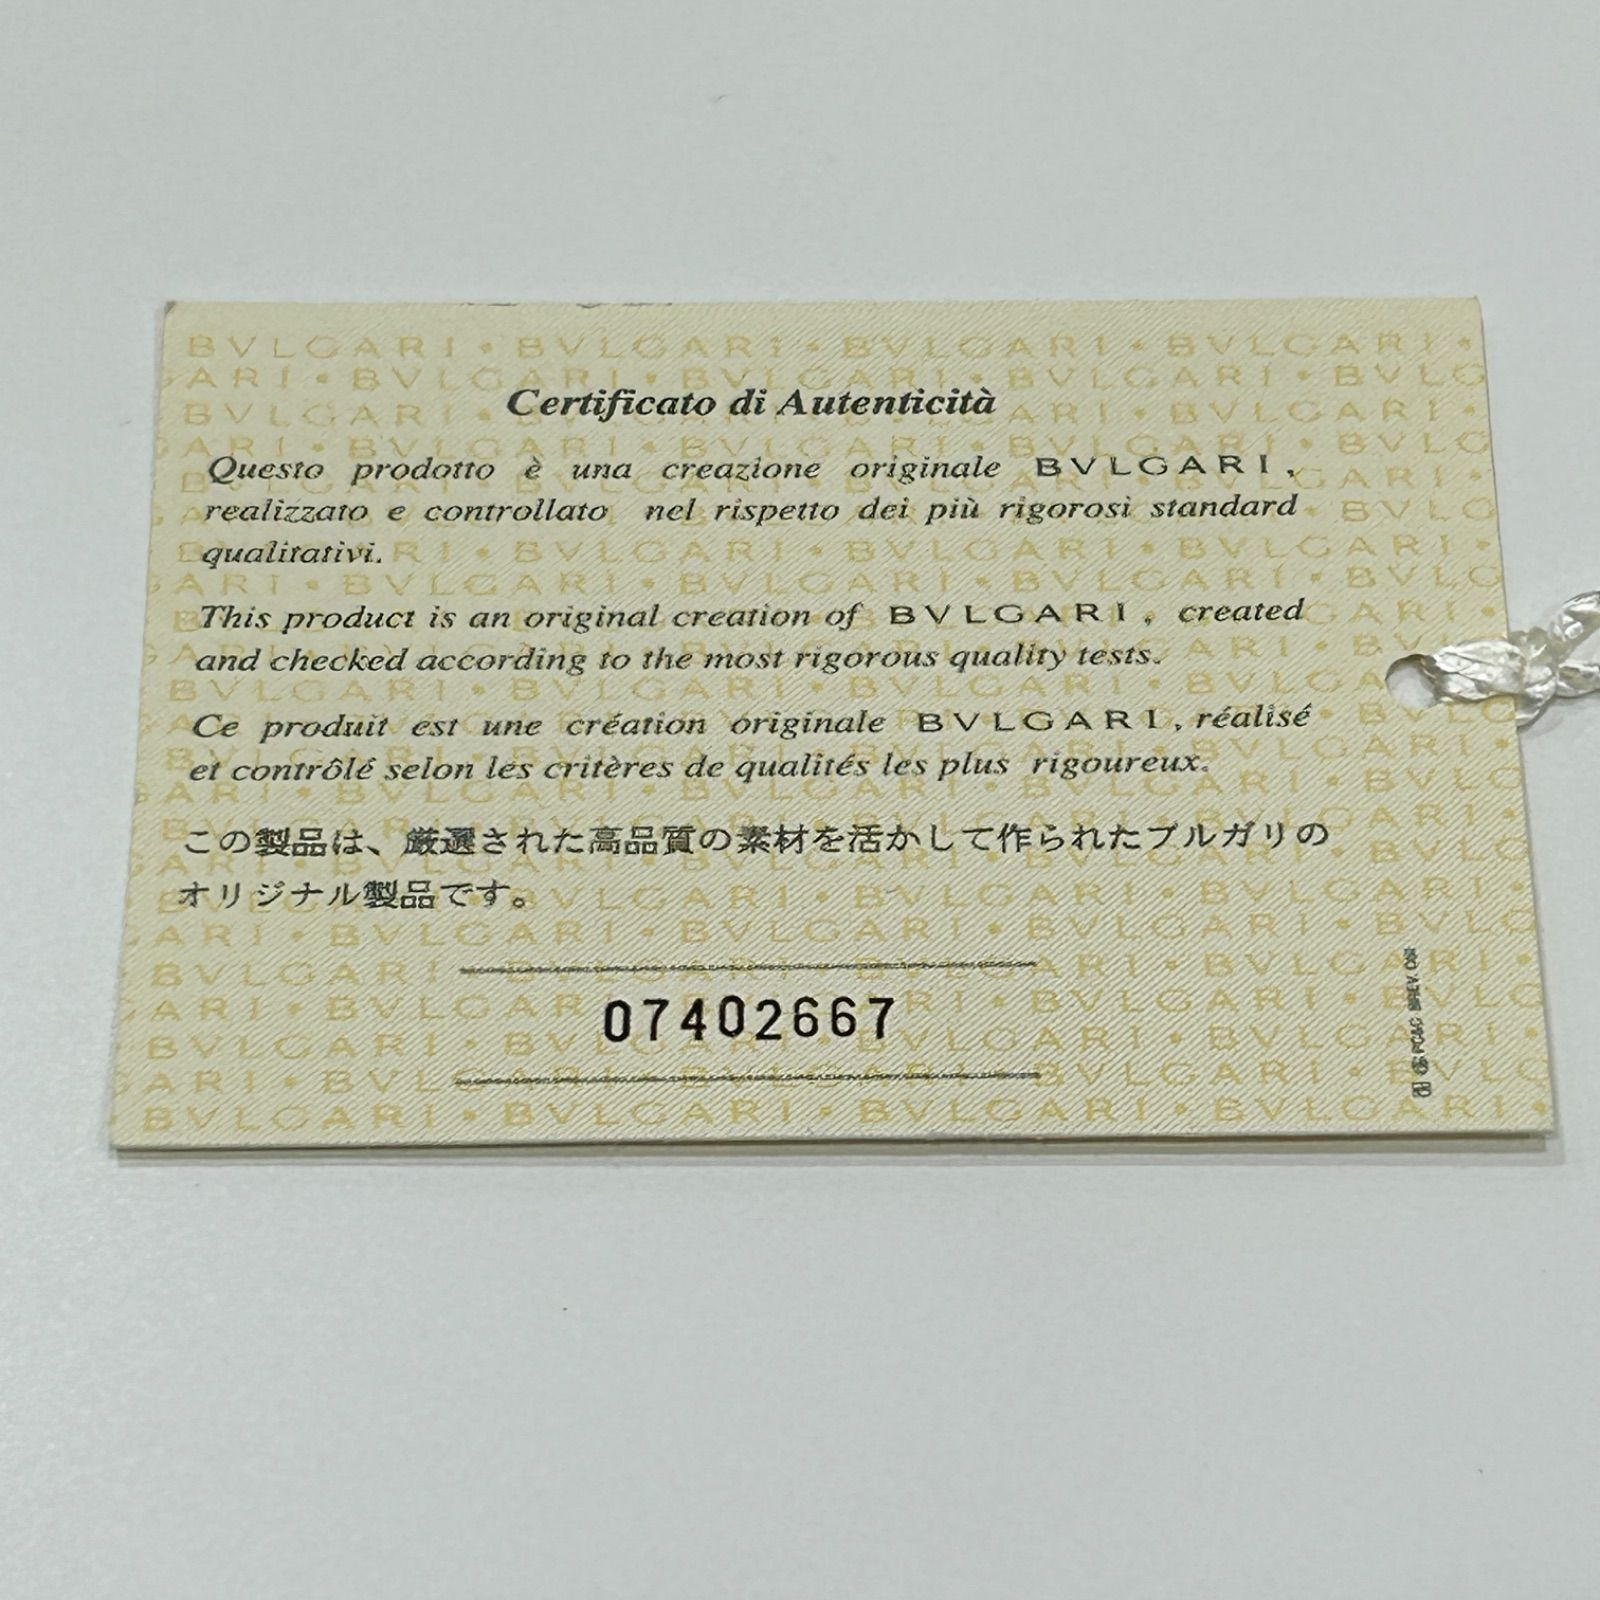 Certificato di Autenticità
Questo prodotto è una creazione originale BVLGARI,
realizzato e controllato nel rispetto dei più rigorosi standard
qualitativi.
This product is an original creation of BVLGARI, created
and checked according to the most rigorous quality tests.
Ce produit est une création originale BVLGARI, réalisé
et contrôlé selon les critères de qualités les plus rigoureux.
この製品は、厳選された高品質の素材を活かして作られたブルガリの
オリジナル製品です。
07402667
PC&C BREV.